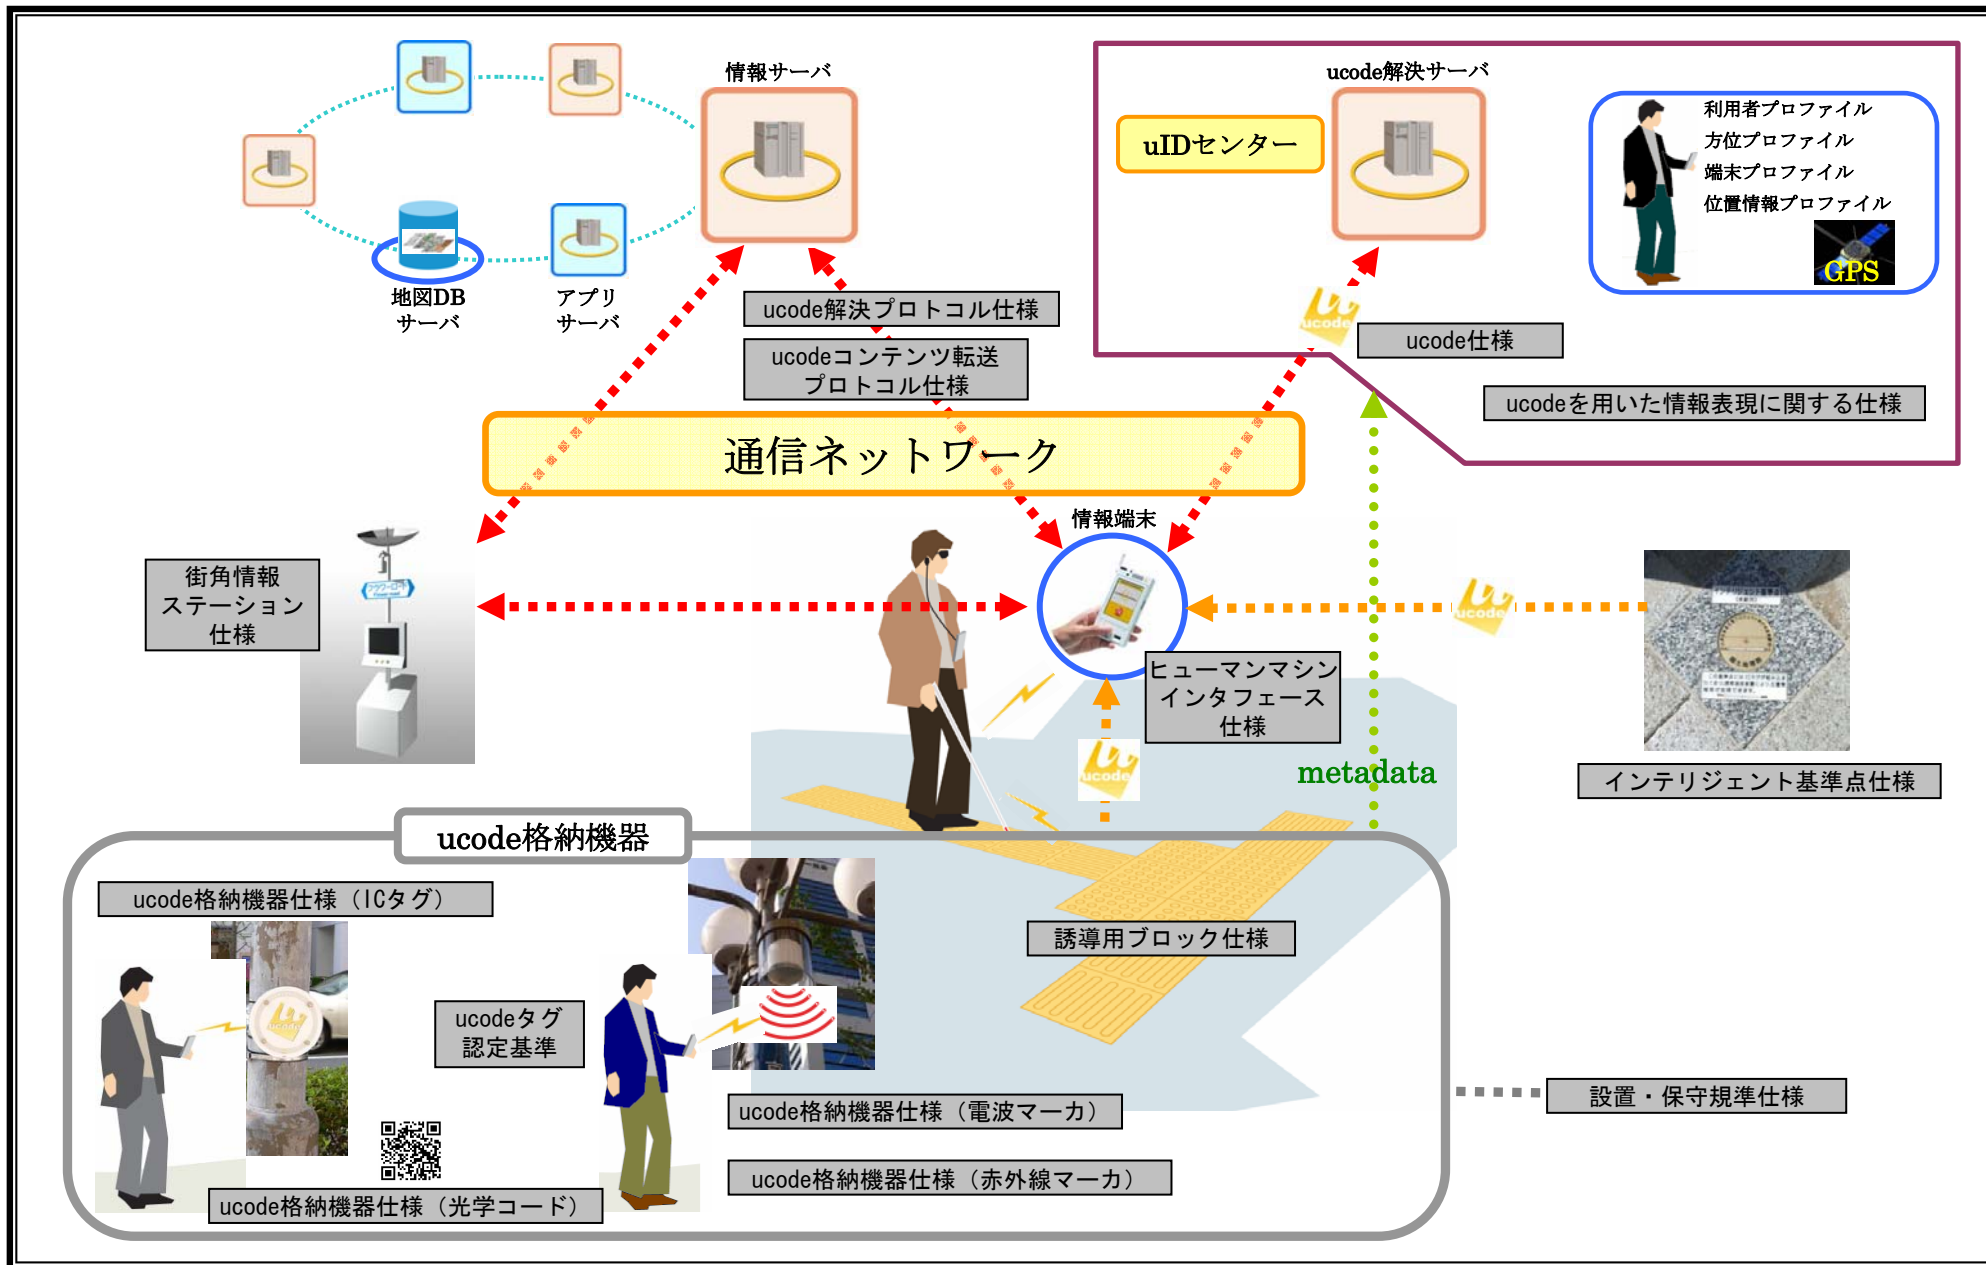 情報サーバ
地図DB
サーバ
アプリ
サーバ
ucode解決サーバ
uIDセンター
利用者プロファイル
方位プロファイル
端末プロファイル
位置情報プロファイル
GPS
ucode解決プロトコル仕様
ucodeコンテンツ転送
プロトコル仕様
ucode
ucode仕様
ucodeを用いた情報表現に関する仕様
通信ネットワーク
街角情報
ステーション
仕様
フラワーロード
情報端末
ucode
ヒューマンマシン
インタフェース
仕様
ucode
metadata
インテリジェント基準点仕様
ucode格納機器
ucode格納機器仕様（ICタグ）
ucode
ucodeタグ
認定基準
誘導用ブロック仕様
ucode格納機器仕様（電波マーカ）
ucode格納機器仕様（赤外線マーカ）
ucode格納機器仕様（光学コード）
設置・保守規準仕様